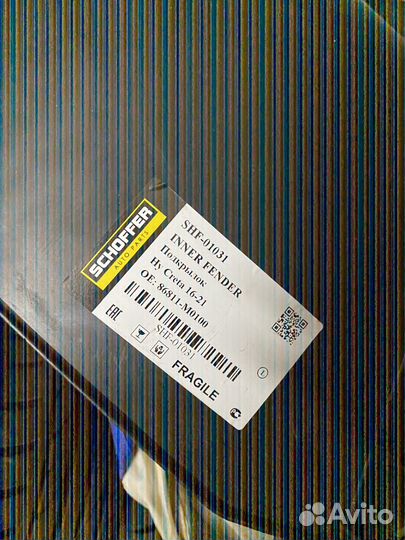 SCHOFFER
AUTO PARTS
SHF-01031
INNER FENDER
Подкрылок
Hy Creta 16-21
OE: 86811-M0100
SHF-01031
EAC
FRAGILE
Avito